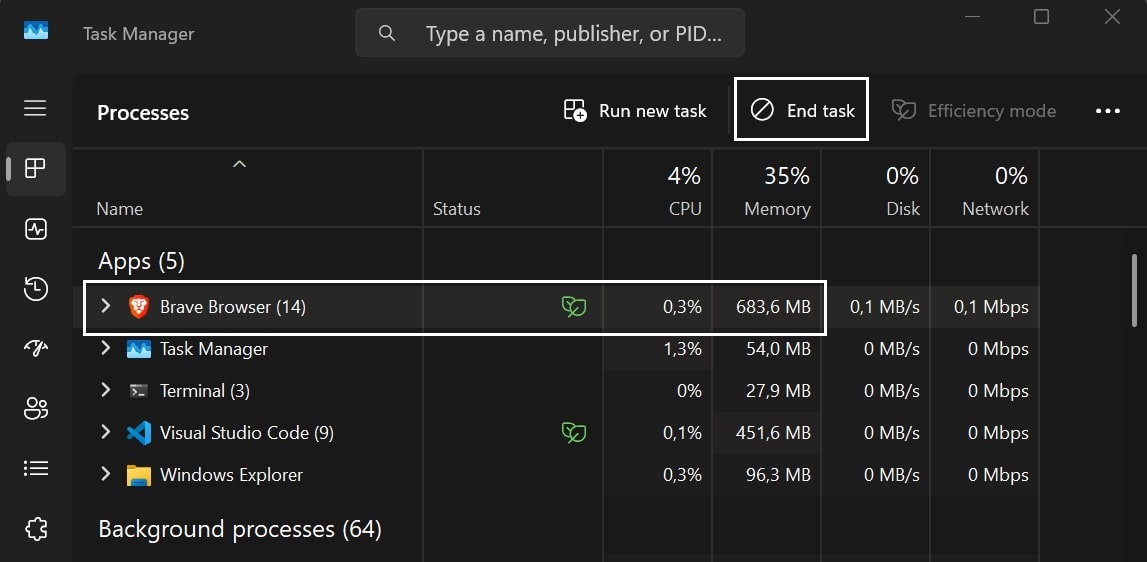 Task Manager
Type a name, publisher, or PID...
Processes
Run new task
End task
Efficiency mode
4% 35% 0% 0%
Name Status CPU Memory Disk Network
Apps (5)
Brave Browser (14) 0,3% 683,6 MB 0,1 MB/s 0,1 Mbps
Task Manager 1,3% 54,0 MB 0 MB/s 0 Mbps
Terminal (3) 0% 27,9 MB 0 MB/s 0 Mbps
Visual Studio Code (9) 0,1% 451,6 MB 0 MB/s 0 Mbps
Windows Explorer 0,3% 96,3 MB 0 MB/s 0 Mbps
Background processes (64)